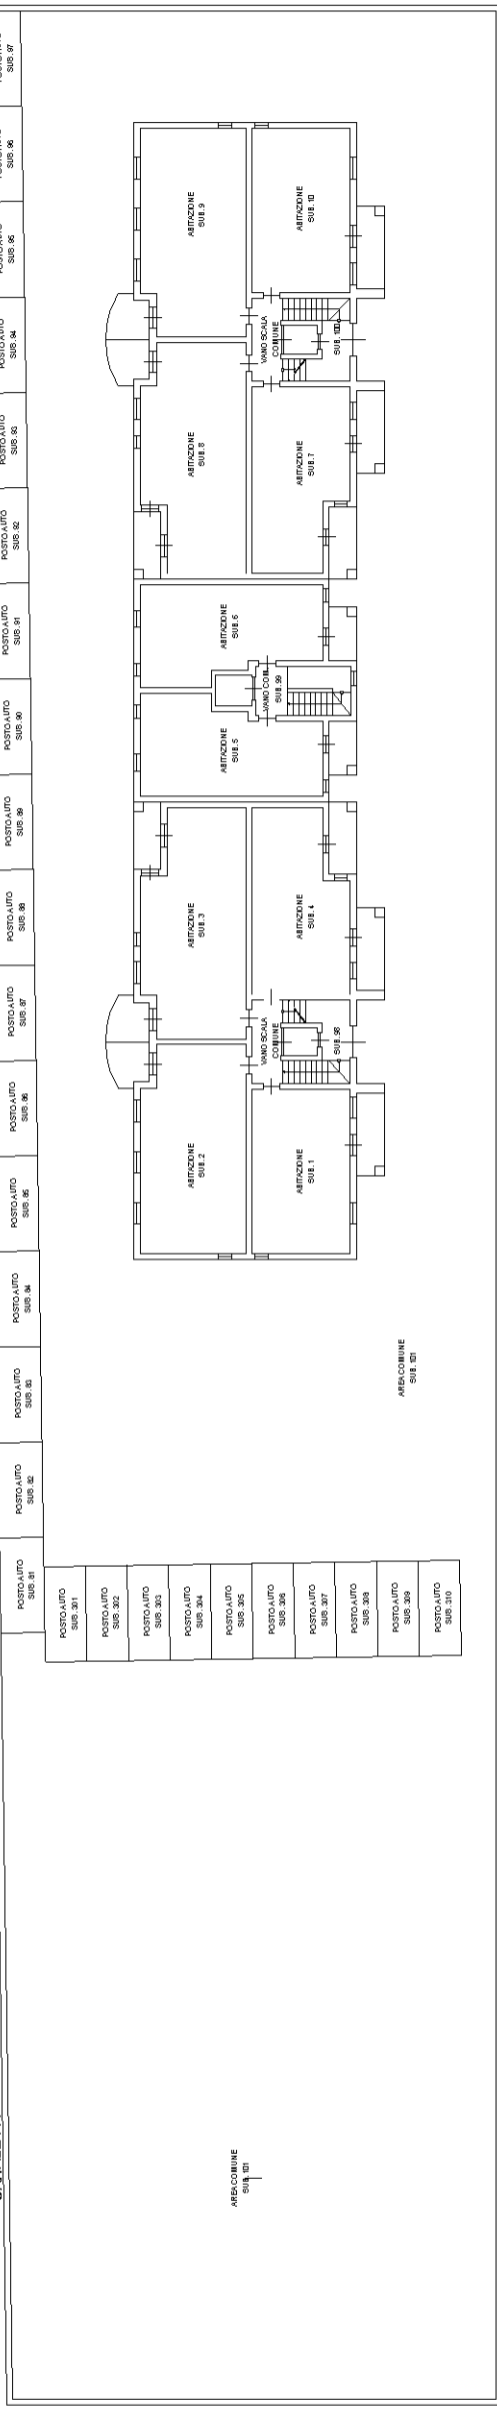 POSTO AUTO
SUB.97
POSTO AUTO
SUB.96
POSTO AUTO
SUB.95
POSTO AUTO
SUB.94
POSTO AUTO
SUB.93
POSTO AUTO
SUB.92
POSTO AUTO
SUB.91
POSTO AUTO
SUB.90
POSTO AUTO
SUB.89
POSTO AUTO
SUB.88
POSTO AUTO
SUB.87
POSTO AUTO
SUB.86
POSTO AUTO
SUB.85
POSTO AUTO
SUB.84
POSTO AUTO
SUB.83
POSTO AUTO
SUB.82
POSTO AUTO
SUB.81
ABITAZIONE
SUB.9
ABITAZIONE
SUB.10
VANO SCALA
COMUNE
SUB.100
ABITAZIONE
SUB.8
ABITAZIONE
SUB.7
ABITAZIONE
SUB.6
VANO COM.
SUB.99
ABITAZIONE
SUB.5
ABITAZIONE
SUB.3
ABITAZIONE
SUB.4
VANO SCALA
COMUNE
SUB.98
ABITAZIONE
SUB.2
ABITAZIONE
SUB.1
AREA COMUNE
SUB.101
POSTO AUTO
SUB.301
POSTO AUTO
SUB.302
POSTO AUTO
SUB.303
POSTO AUTO
SUB.304
POSTO AUTO
SUB.305
POSTO AUTO
SUB.306
POSTO AUTO
SUB.307
POSTO AUTO
SUB.308
POSTO AUTO
SUB.309
POSTO AUTO
SUB.310
AREA COMUNE
SUB.101